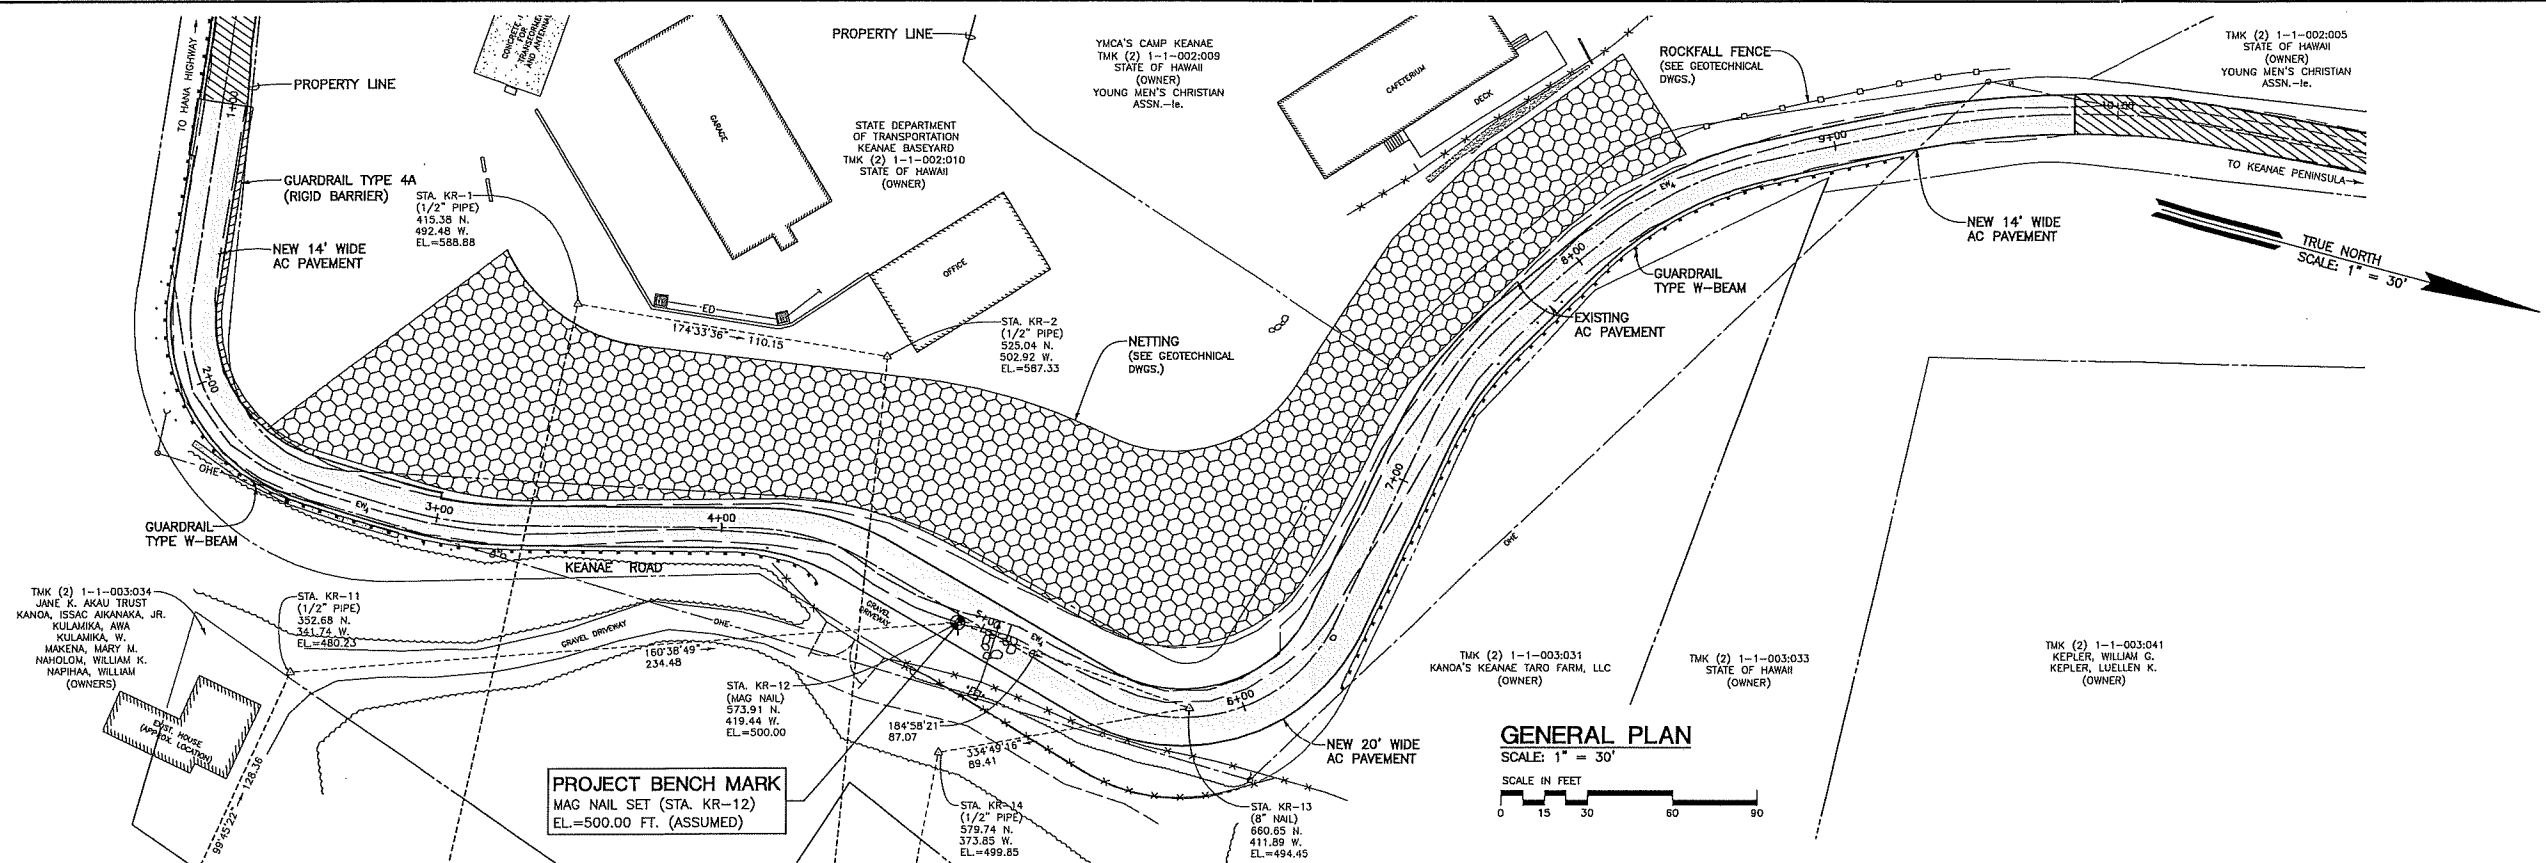 TO HANA HIGHWAY
1+00
PROPERTY LINE
CONCRETE
FOR
TRANSFORMER
AND ANTENNA
GARAGE
PROPERTY LINE
YMCA'S CAMP KEANAE
TMK (2) 1-1-002:009
STATE OF HAWAII
(OWNER)
YOUNG MEN'S CHRISTIAN
ASSN.-le.
CAFETERIUM
DECK
ROCKFALL FENCE
(SEE GEOTECHNICAL
DWGS.)
TMK (2) 1-1-002:005
STATE OF HAWAII
(OWNER)
YOUNG MEN'S CHRISTIAN
ASSN.-le.
STATE DEPARTMENT
OF TRANSPORTATION
KEANAE BASEYARD
TMK (2) 1-1-002:010
STATE OF HAWAII
(OWNER)
9+00
10+00
TO KEANAE PENINSULA
GUARDRAIL TYPE 4A
(RIGID BARRIER)
STA. KR-1
(1/2" PIPE)
415.38 N.
492.48 W.
EL.=588.88
NEW 14' WIDE
AC PAVEMENT
OFFICE
EW4
NEW 14' WIDE
AC PAVEMENT
TRUE NORTH
SCALE: 1" = 30'
8+00
GUARDRAIL
TYPE W-BEAM
ED
174°33'36" 110.15
STA. KR-2
(1/2" PIPE)
525.04 N.
502.92 W.
EL.=587.33
NETTING
(SEE GEOTECHNICAL
DWGS.)
EXISTING
AC PAVEMENT
2+00
OHE
GUARDRAIL
TYPE W-BEAM
EW4
3+00
4+00
7+00
OHE
KEANAE ROAD
TMK (2) 1-1-003:034
JANE K. AKAU TRUST
KANOA, ISSAC AIKANAKA, JR.
KULAMIKA, AWA
KULAMIKA, W.
MAKENA, MARY M.
NAHOLOM, WILLIAM K.
NAPIHAA, WILLIAM
(OWNERS)
STA. KR-11
(1/2" PIPE)
352.68 N.
341.74 W.
EL.=480.23
GRAVEL DRIVEWAY
OHE
GRAVEL
DRIVEWAY
5+00
EW4
160°38'49"
234.48
STA. KR-12
(MAG NAIL)
573.91 N.
419.44 W.
EL.=500.00
184°58'21"
87.07
334°49'16"
89.41
6+00
NEW 20' WIDE
AC PAVEMENT
TMK (2) 1-1-003:031
KANOA'S KEANAE TARO FARM, LLC
(OWNER)
TMK (2) 1-1-003:033
STATE OF HAWAII
(OWNER)
TMK (2) 1-1-003:041
KEPLER, WILLIAM G.
KEPLER, LUELLEN K.
(OWNER)
EXIST. HOUSE
(APPROX. LOCATION)
99°45'22" 128.36
PROJECT BENCH MARK
MAG NAIL SET (STA. KR-12)
EL.=500.00 FT. (ASSUMED)
STA. KR-14
(1/2" PIPE)
579.74 N.
373.85 W.
EL.=499.85
STA. KR-13
(8" NAIL)
660.65 N.
411.89 W.
EL.=494.45
GENERAL PLAN
SCALE: 1" = 30'
SCALE IN FEET
0 15 30 60 90